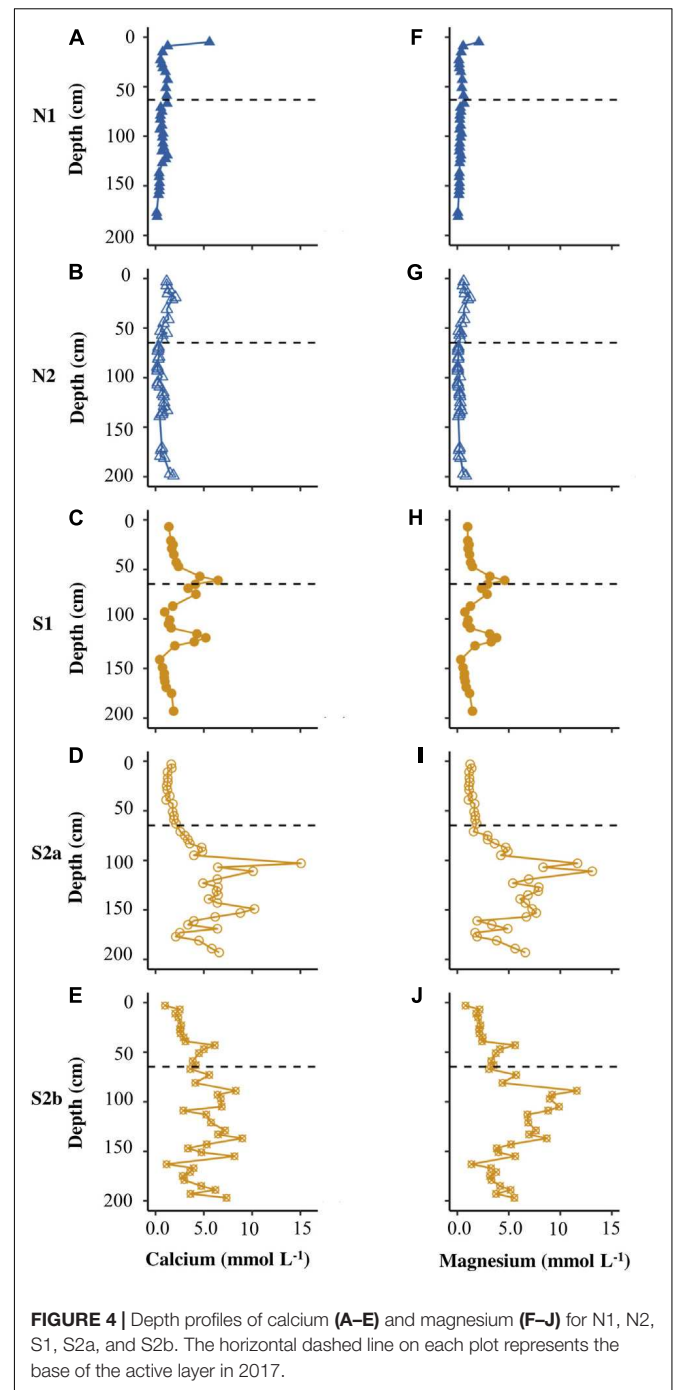 A
F
0
50
100
150
200
N1
Depth (cm)
B
G
0
50
100
150
200
N2
Depth (cm)
C
H
0
50
100
150
200
S1
Depth (cm)
D
I
0
50
100
150
200
S2a
Depth (cm)
E
J
0
50
100
150
200
S2b
Depth (cm)
0.0 5.0 10 15
0.0 5.0 10 15
Calcium (mmol L-1)
Magnesium (mmol L-1)
FIGURE 4 | Depth profiles of calcium (A–E) and magnesium (F–J) for N1, N2,
S1, S2a, and S2b. The horizontal dashed line on each plot represents the
base of the active layer in 2017.